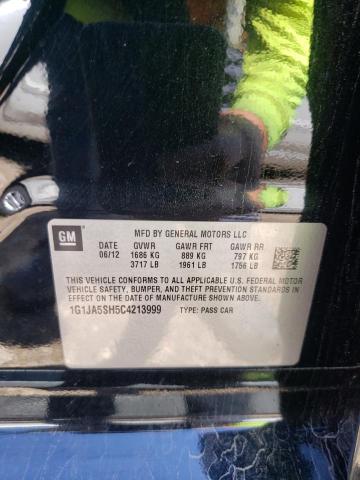 GM
MFD BY GENERAL MOTORS LLC
DATE GVWR GAWR FRT GAWR RR
06/12 1686 KG 889 KG 797 KG
3717 LB 1961 LB 1756 LB
THIS VEHICLE CONFORMS TO ALL APPLICABLE U.S. FEDERAL MOTOR
VEHICLE SAFETY, BUMPER, AND THEFT PREVENTION STANDARDS IN
EFFECT ON THE DATE OF MANUFACTURE SHOWN ABOVE.
1G1JA5SH5C4213999 TYPE: PASS CAR